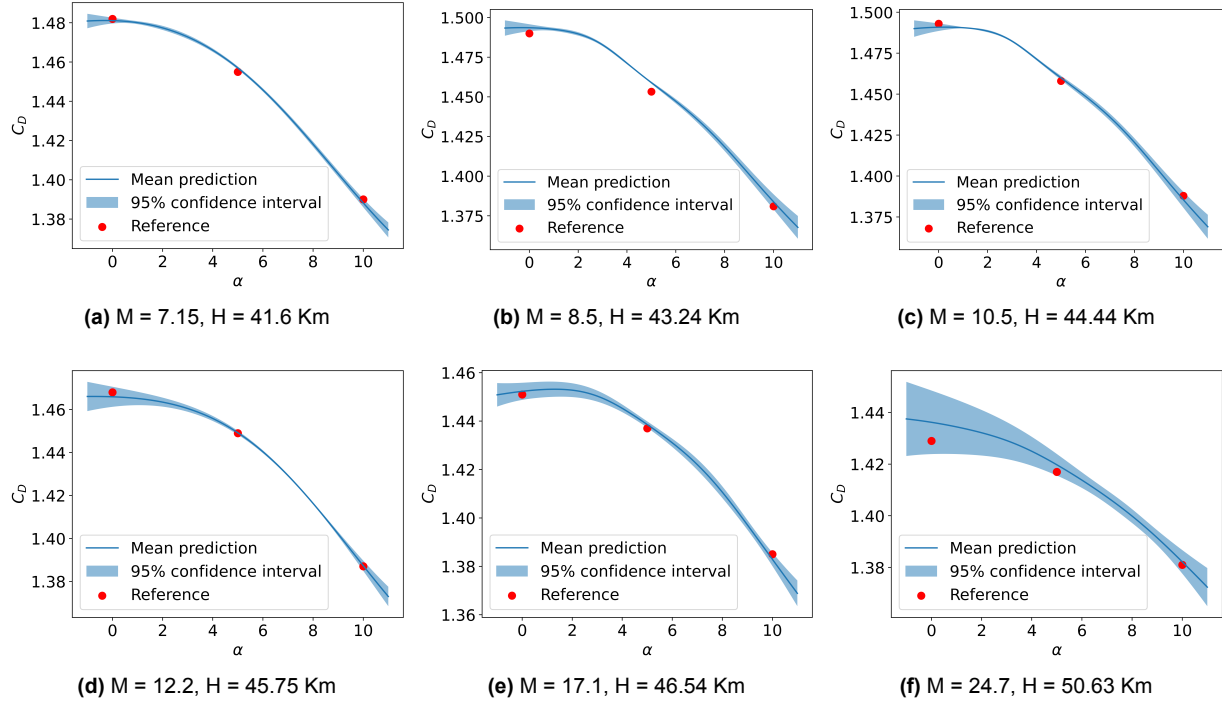 1.48
1.46
1.44
1.42
1.40
1.38
C_D
Mean prediction
95% confidence interval
Reference
0 2 4 6 8 10
α
(a) M = 7.15, H = 41.6 Km
1.500
1.475
1.450
1.425
1.400
1.375
C_D
Mean prediction
95% confidence interval
Reference
0 2 4 6 8 10
α
(b) M = 8.5, H = 43.24 Km
1.500
1.475
1.450
1.425
1.400
1.375
C_D
Mean prediction
95% confidence interval
Reference
0 2 4 6 8 10
α
(c) M = 10.5, H = 44.44 Km
1.46
1.44
1.42
1.40
1.38
C_D
Mean prediction
95% confidence interval
Reference
0 2 4 6 8 10
α
(d) M = 12.2, H = 45.75 Km
1.46
1.44
1.42
1.40
1.38
1.36
C_D
Mean prediction
95% confidence interval
Reference
0 2 4 6 8 10
α
(e) M = 17.1, H = 46.54 Km
1.44
1.42
1.40
1.38
C_D
Mean prediction
95% confidence interval
Reference
0 2 4 6 8 10
α
(f) M = 24.7, H = 50.63 Km